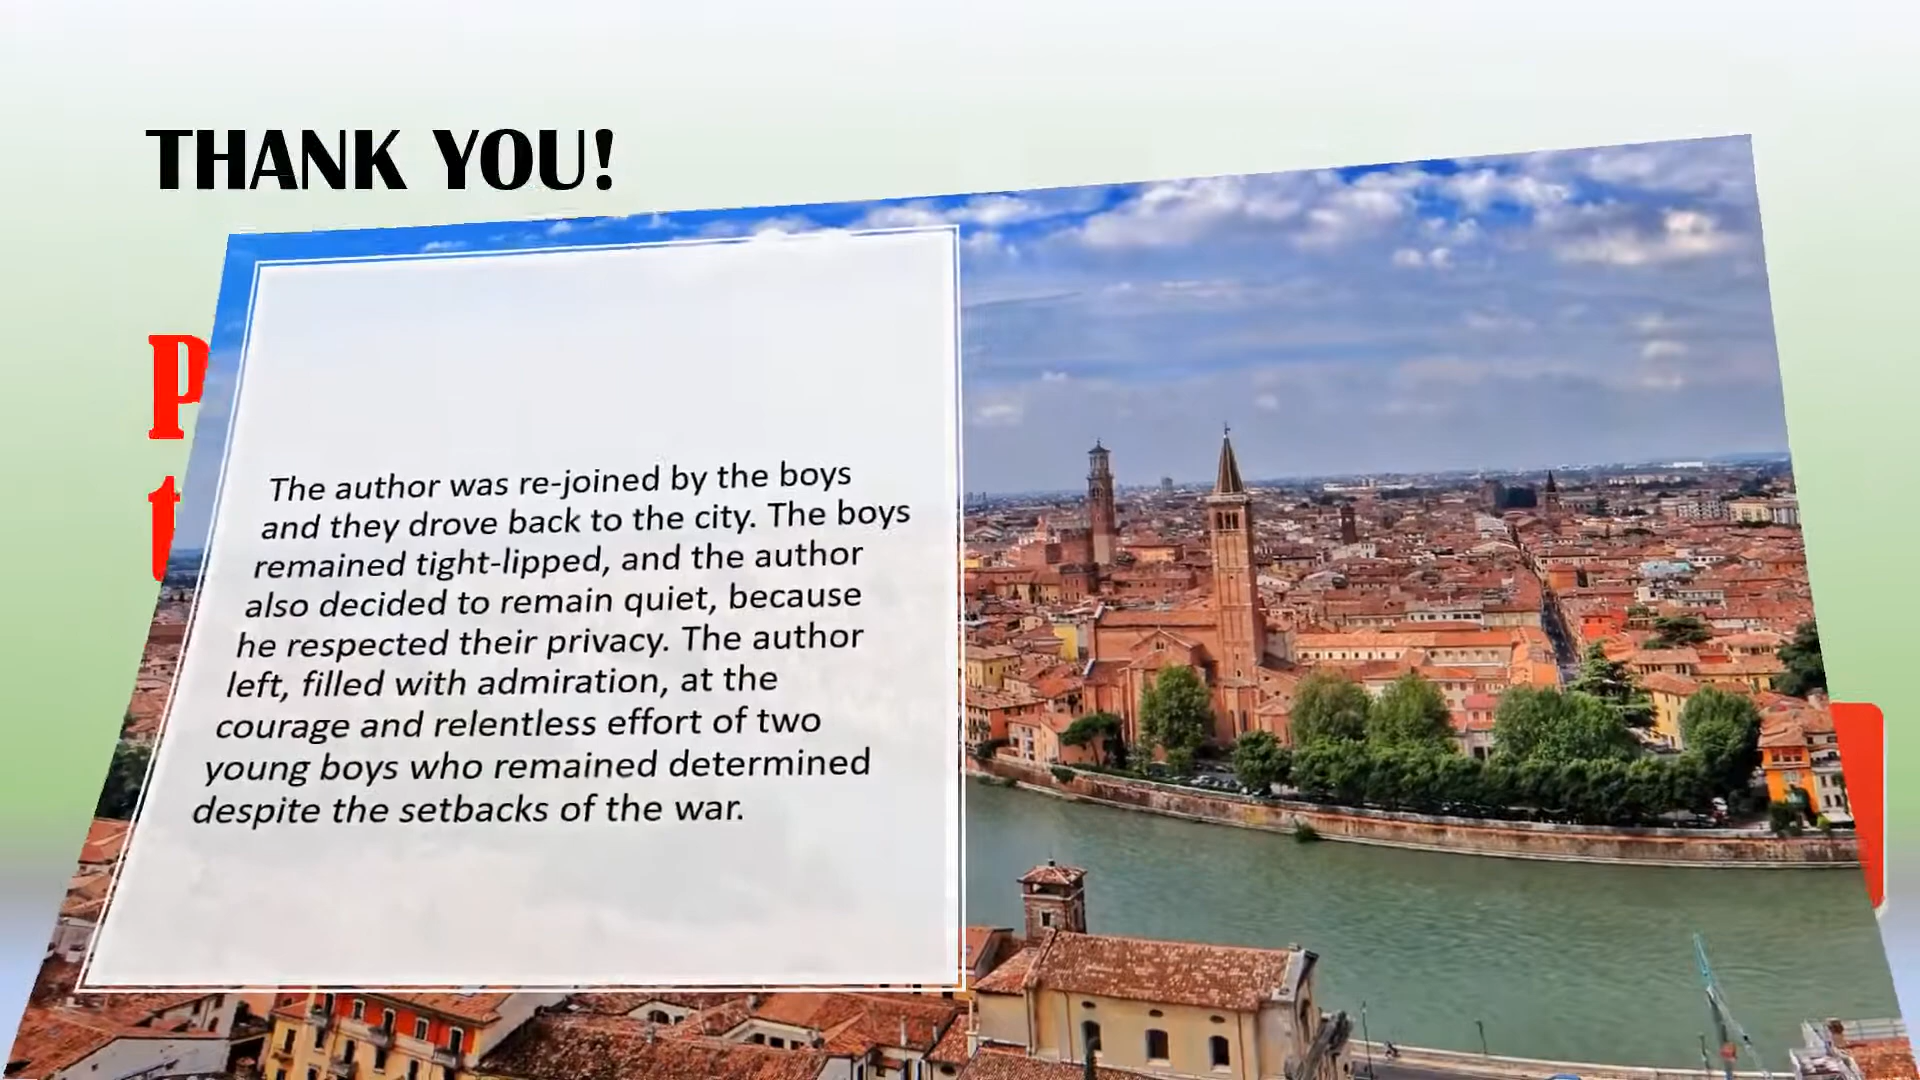 THANK YOU!
The author was re-joined by the boys
and they drove back to the city. The boys
remained tight-lipped, and the author
also decided to remain quiet, because
he respected their privacy. The author
left, filled with admiration, at the
courage and relentless effort of two
young boys who remained determined
despite the setbacks of the war.